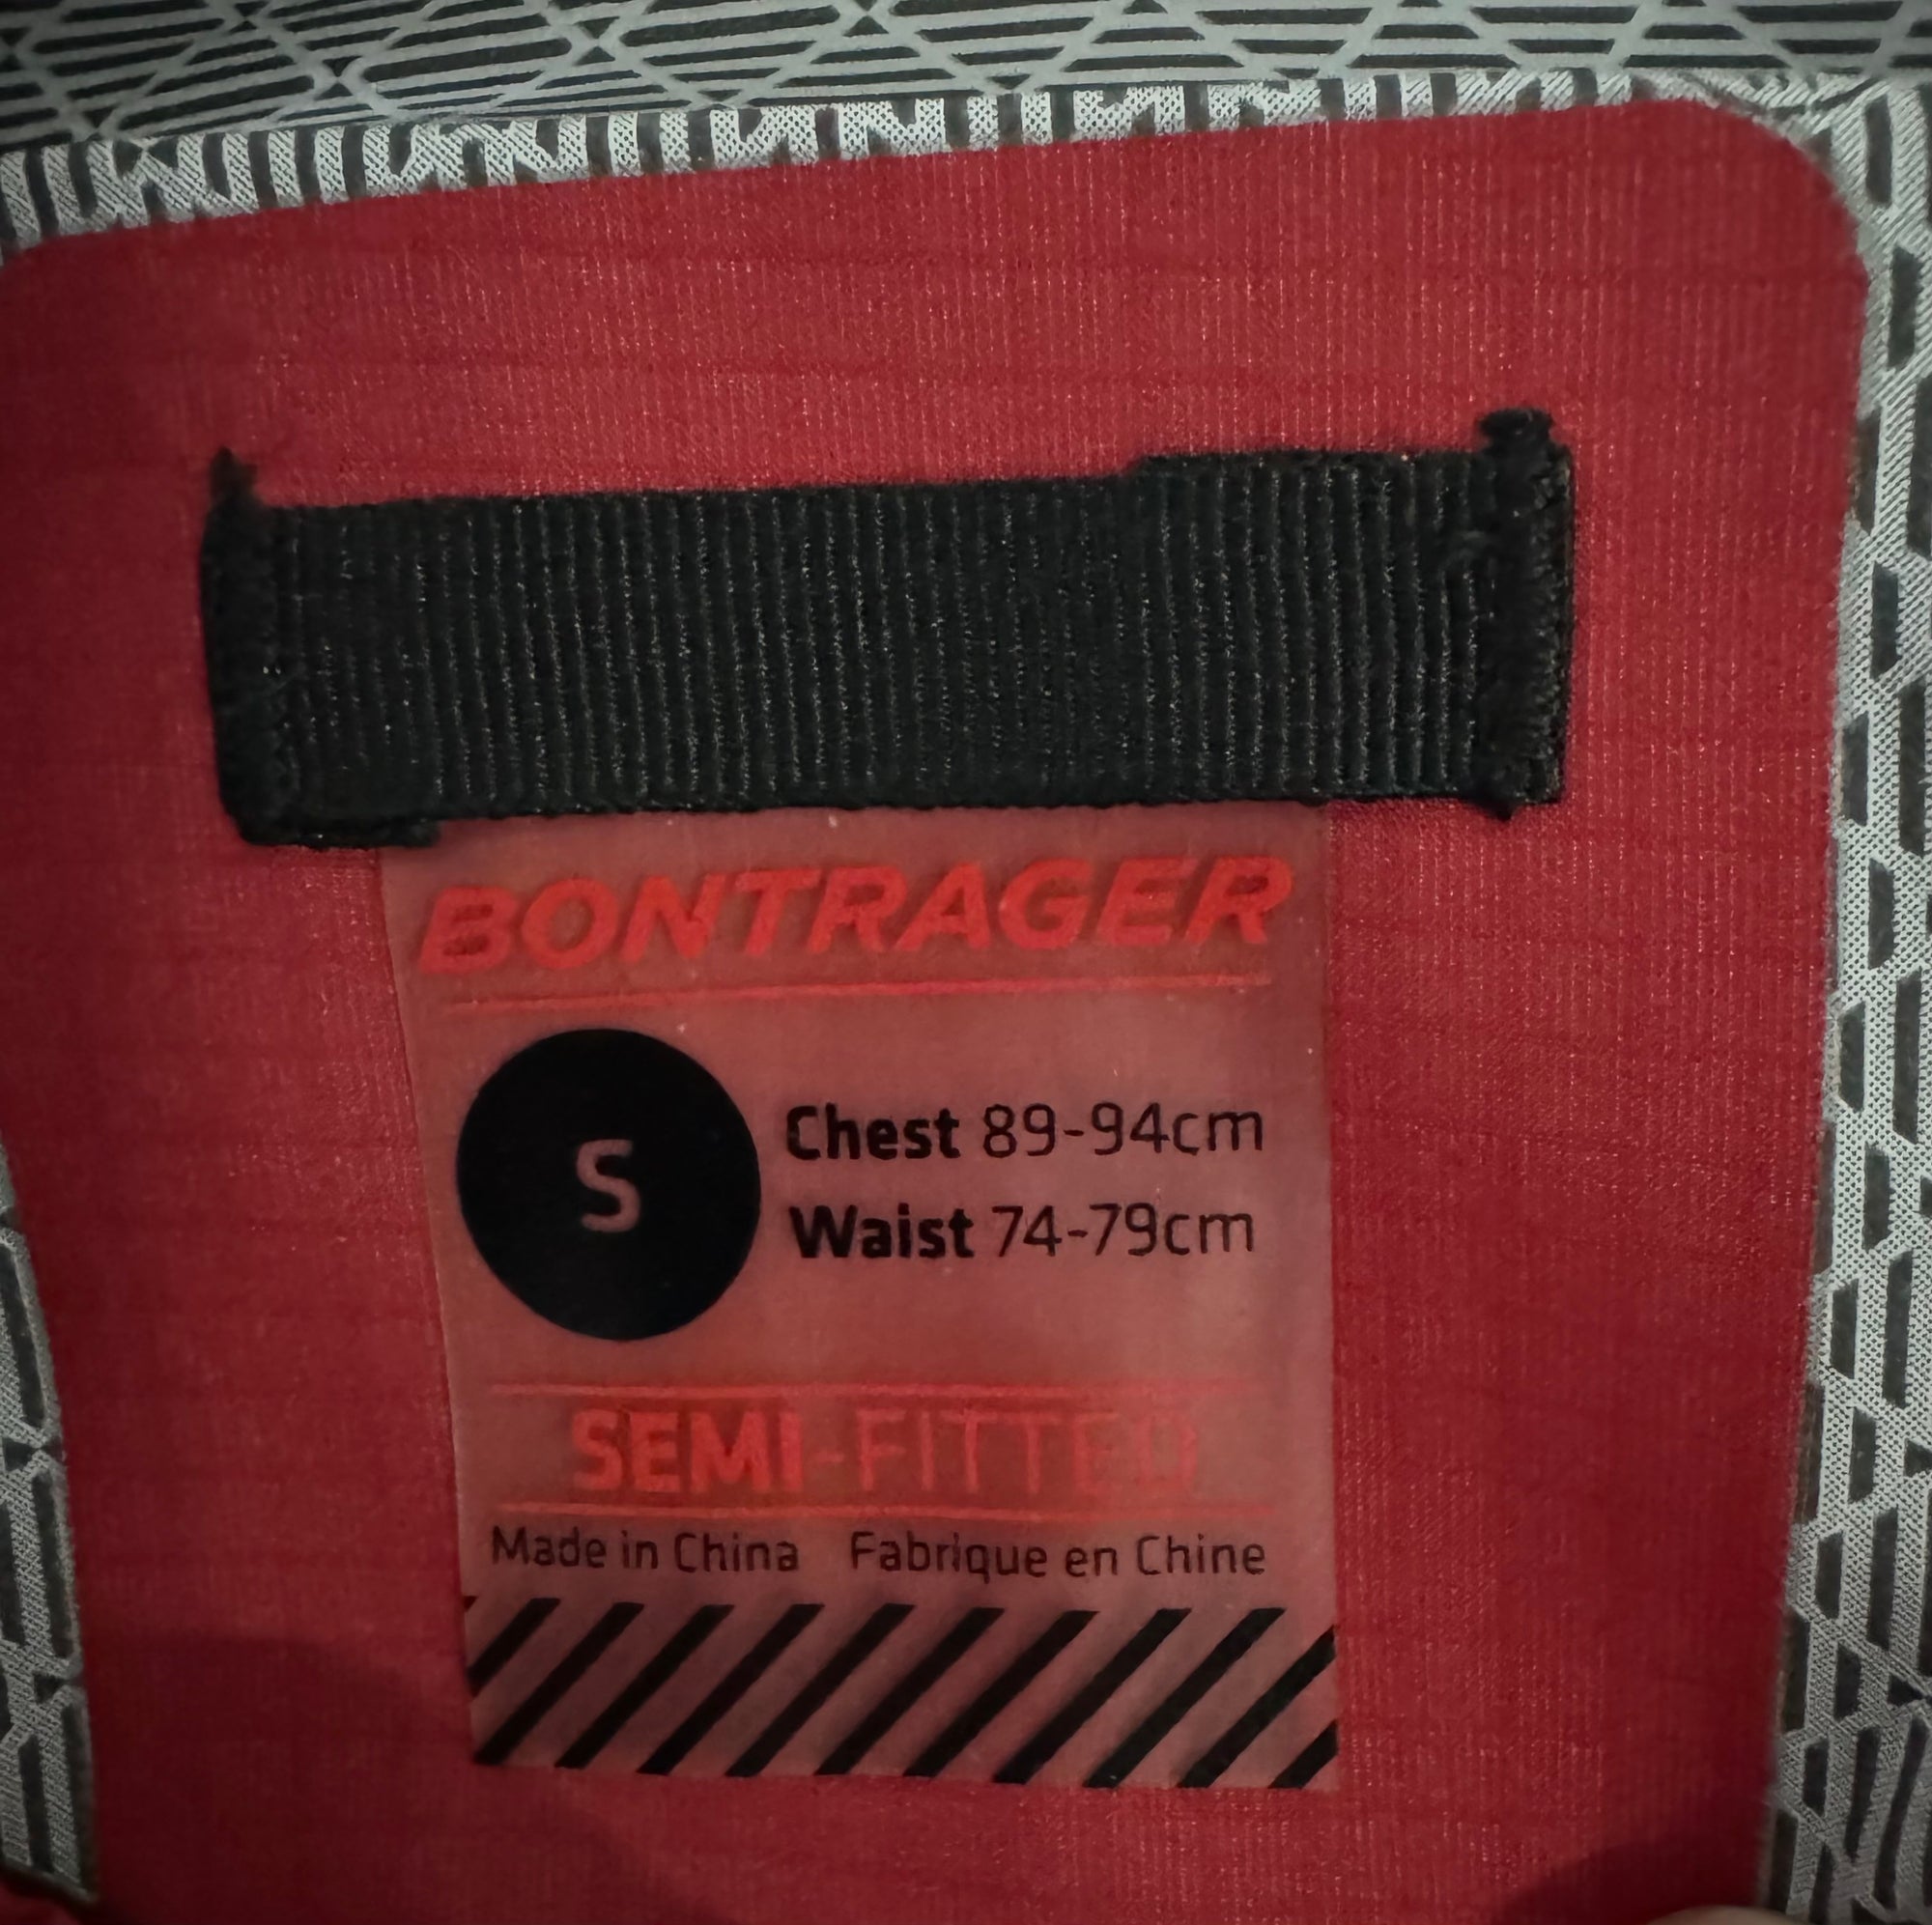 BONTRAGER
S
Chest 89-94cm
Waist 74-79cm
SEMI-FITTED
Made in China Fabrique en Chine